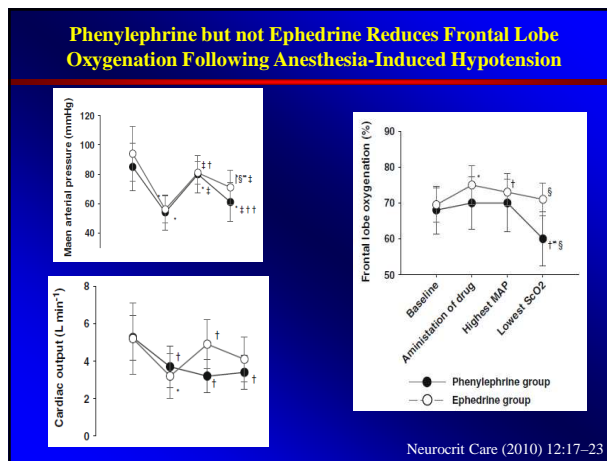 Phenylephrine but not Ephedrine Reduces Frontal Lobe
Oxygenation Following Anesthesia-Induced Hypotension
Maen arterial pressure (mmHg)
120
100
80
60
40
*
*
‡†
*‡
‡††
Cardiac output (L min-1)
8
6
4
2
0
†
*
†
†
†
Frontal lobe oxygenation (%)
90
80
70
60
50
*
†
§
Baseline
Aministation of drug
Highest MAP
Lowest ScO2
Phenylephrine group
Ephedrine group
Neurocrit Care (2010) 12:17–23